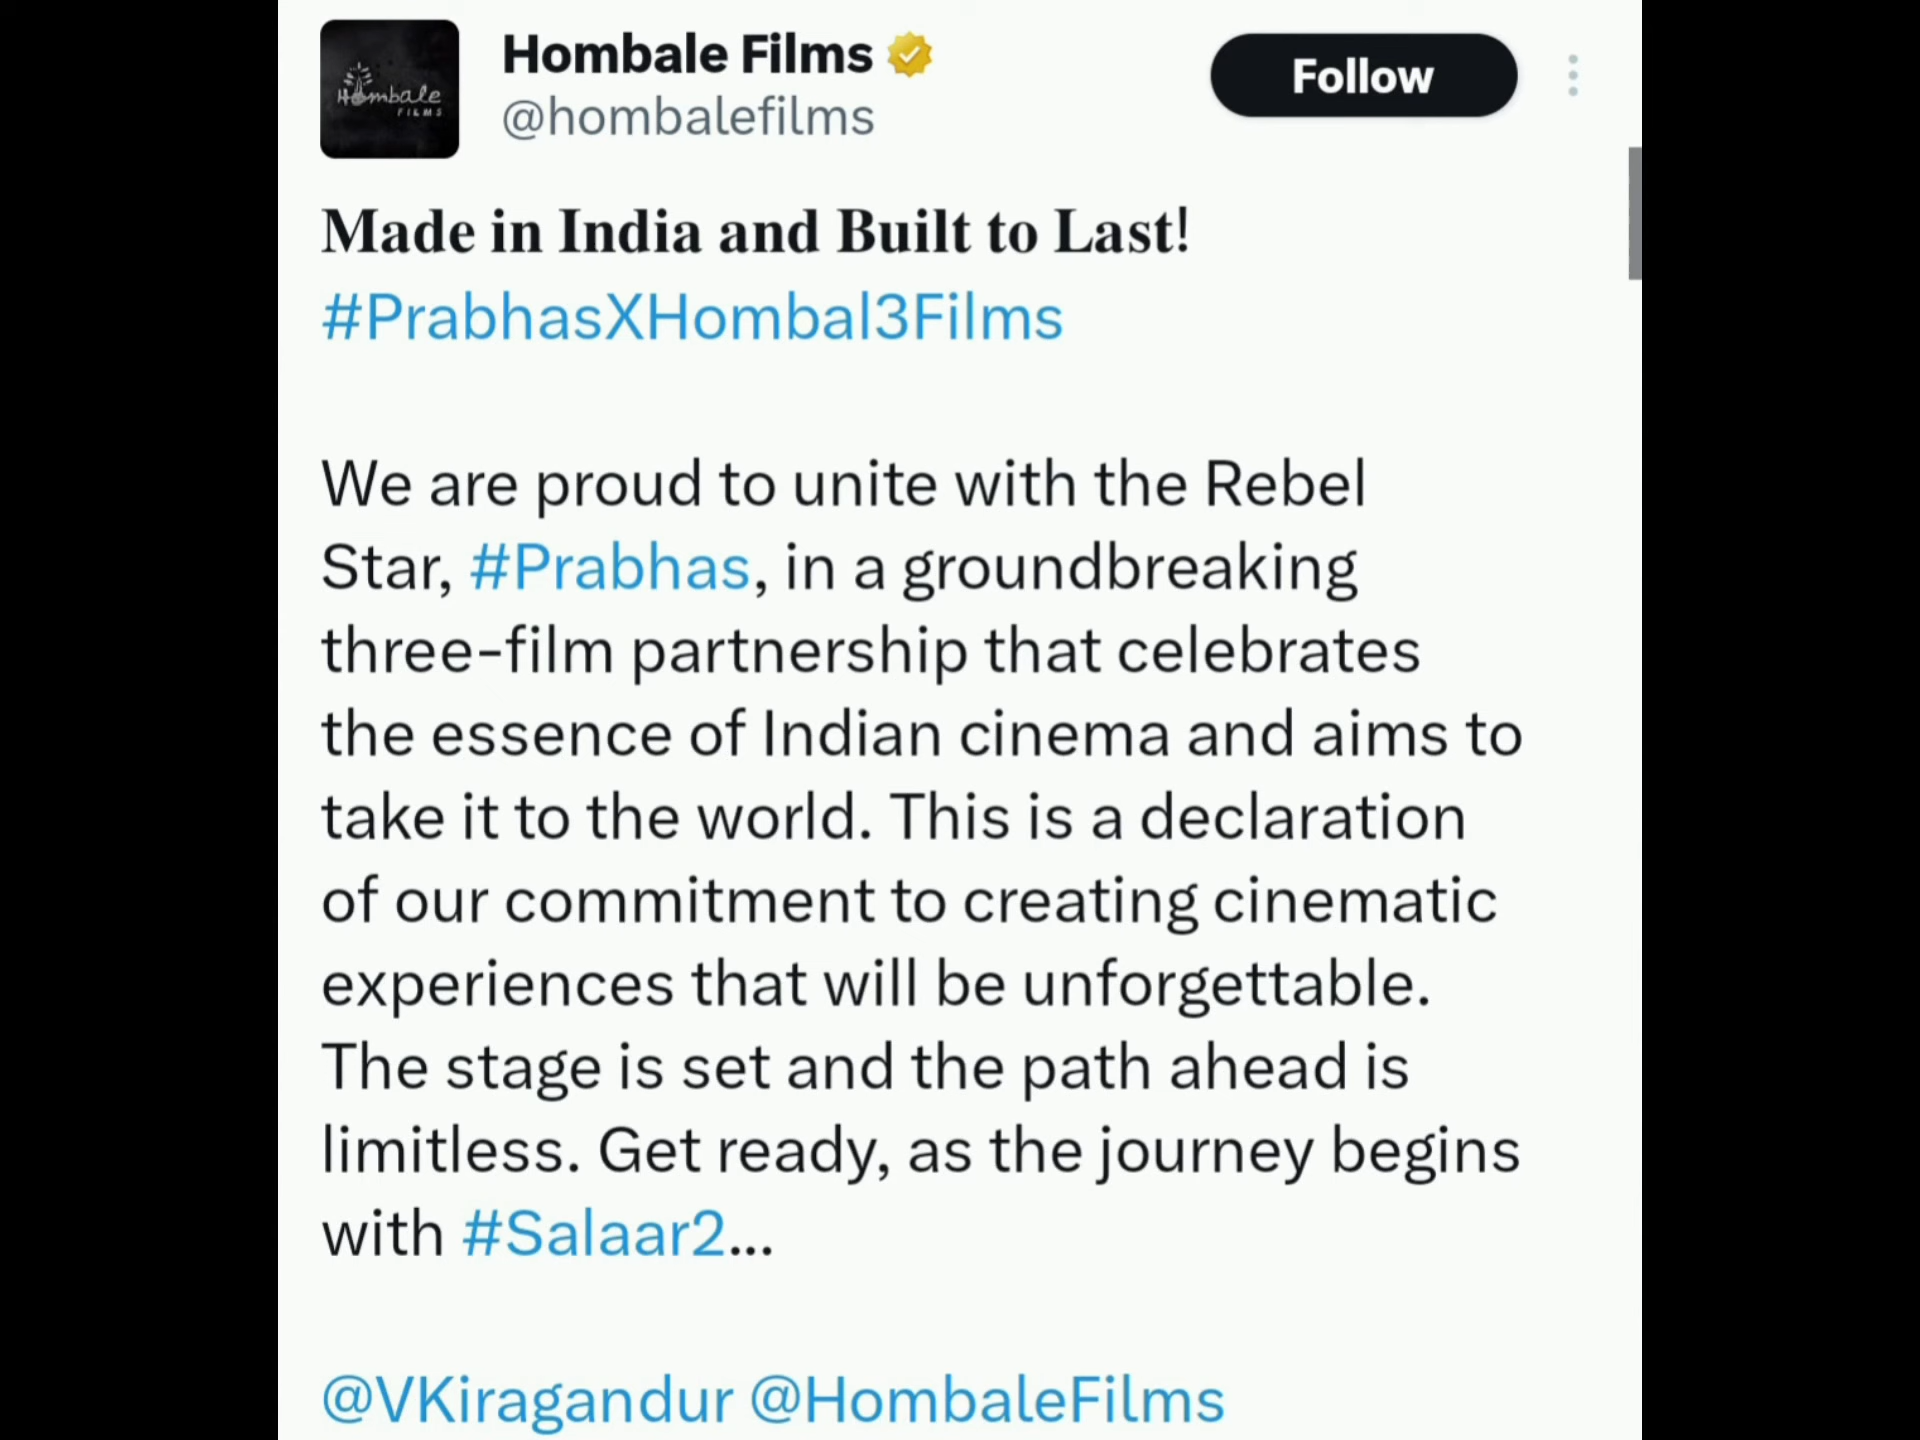 Hombale
FILMS
Hombale Films
@hombalefilms
Follow
Made in India and Built to Last!
#PrabhasXHombal3Films
We are proud to unite with the Rebel
Star, #Prabhas, in a groundbreaking
three-film partnership that celebrates
the essence of Indian cinema and aims to
take it to the world. This is a declaration
of our commitment to creating cinematic
experiences that will be unforgettable.
The stage is set and the path ahead is
limitless. Get ready, as the journey begins
with #Salaar2...
@VKiragandur @HombaleFilms